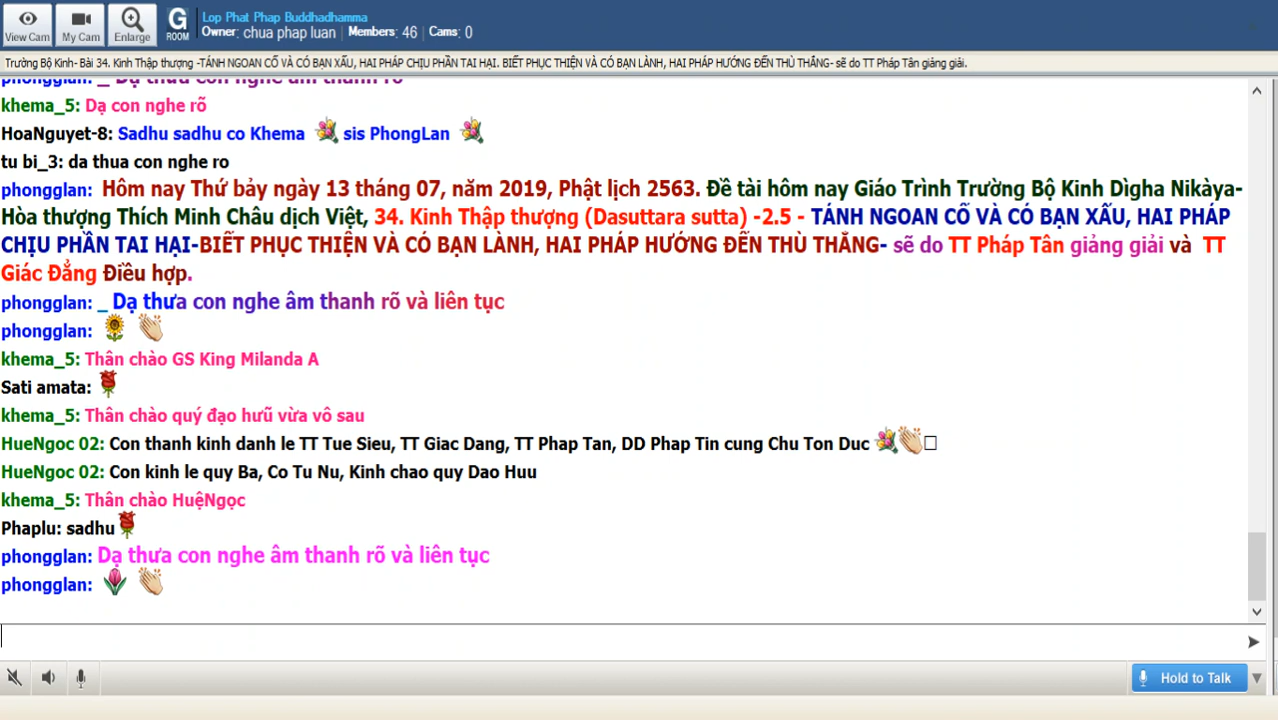 View Cam
My Cam
Enlarge
G
ROOM
Lop Phat Phap Buddhadhamma
Owner: chua phap luan | Members: 46 | Cams: 0
Trường Bộ Kinh- Bài 34. Kinh Thập thượng -TÁNH NGOAN CỐ VÀ CÓ BẠN XẤU, HAI PHÁP CHỊU PHẦN TAI HẠI. BIẾT PHỤC THIỆN VÀ CÓ BẠN LÀNH, HAI PHÁP HƯỚNG ĐẾN THÙ THẮNG- sẽ do TT Pháp Tân giảng giải.
phongglan: _ Dạ thưa con nghe âm thanh rõ
khema_5: Dạ con nghe rõ
HoaNguyet-8: Sadhu sadhu co Khema sis PhongLan
tu bi_3: da thua con nghe ro
phongglan: Hôm nay Thứ bảy ngày 13 tháng 07, năm 2019, Phật lịch 2563. Đề tài hôm nay Giáo Trình Trường Bộ Kinh Dìgha Nikàya-
Hòa thượng Thích Minh Châu dịch Việt, 34. Kinh Thập thượng (Dasuttara sutta) -2.5 - TÁNH NGOAN CỐ VÀ CÓ BẠN XẤU, HAI PHÁP
CHỊU PHẦN TAI HẠI-BIẾT PHỤC THIỆN VÀ CÓ BẠN LÀNH, HAI PHÁP HƯỚNG ĐẾN THÙ THẮNG- sẽ do TT Pháp Tân giảng giải và TT
Giác Đẳng Điều hợp.
phongglan: _ Dạ thưa con nghe âm thanh rõ và liên tục
phongglan:
khema_5: Thân chào GS King Milanda A
Sati amata:
khema_5: Thân chào quý đạo hưũ vừa vô sau
HueNgoc 02: Con thanh kinh danh le TT Tue Sieu, TT Giac Dang, TT Phap Tan, DD Phap Tin cung Chu Ton Duc
HueNgoc 02: Con kinh le quy Ba, Co Tu Nu, Kinh chao quy Dao Huu
khema_5: Thân chào HuệNgọc
Phaplu: sadhu
phongglan: Dạ thưa con nghe âm thanh rõ và liên tục
phongglan:
Hold to Talk